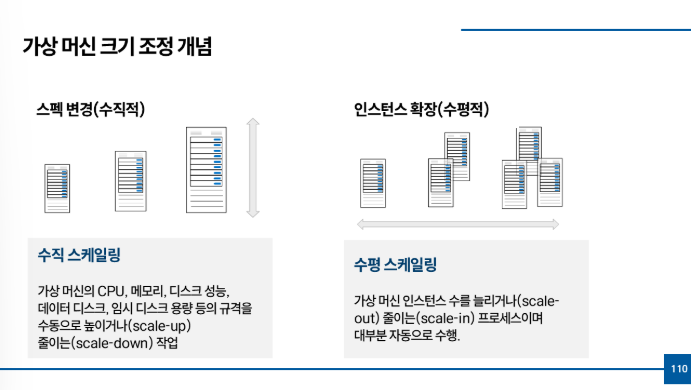 가상 머신 크기 조정 개념
스펙 변경(수직적)
인스턴스 확장(수평적)
수직 스케일링
가상 머신의 CPU, 메모리, 디스크 성능,
데이터 디스크, 임시 디스크 용량 등의 규격을
수동으로 높이거나(scale-up)
줄이는(scale-down) 작업
수평 스케일링
가상 머신 인스턴스 수를 늘리거나(scale-
out) 줄이는(scale-in) 프로세스이며
대부분 자동으로 수행.
110